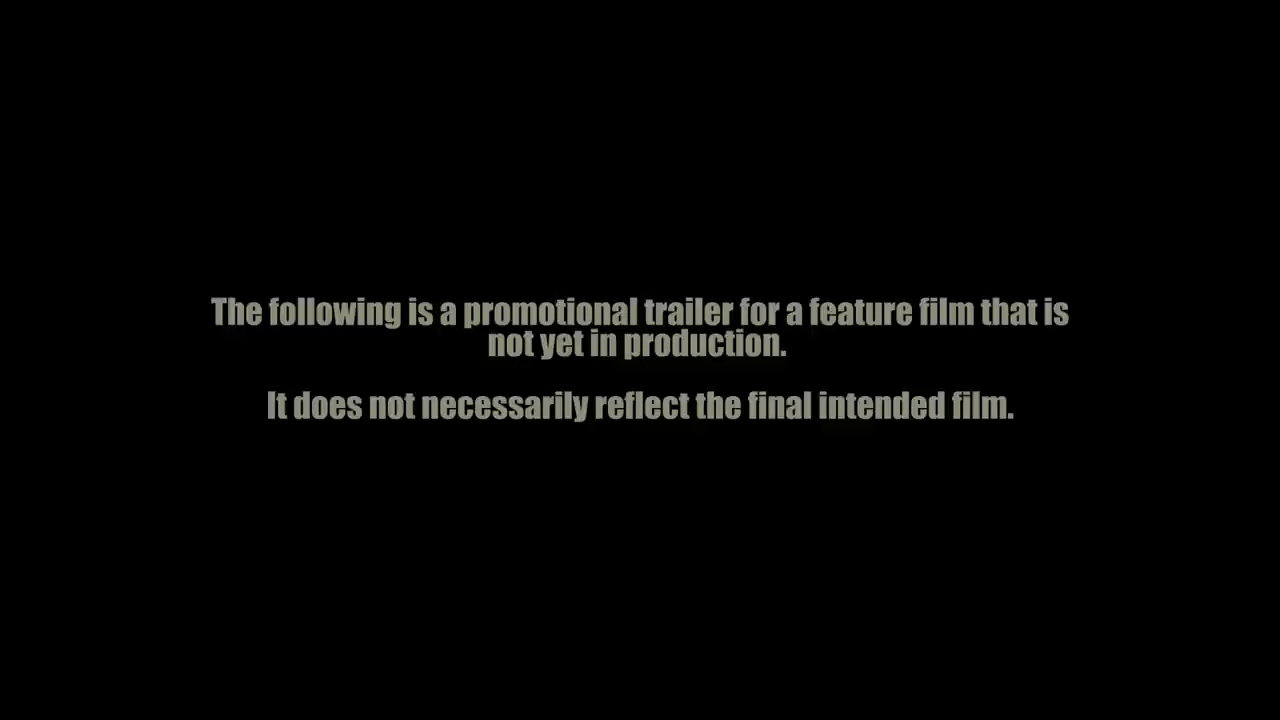 The following is a promotional trailer for a feature film that is
not yet in production.
It does not necessarily reflect the final intended film.